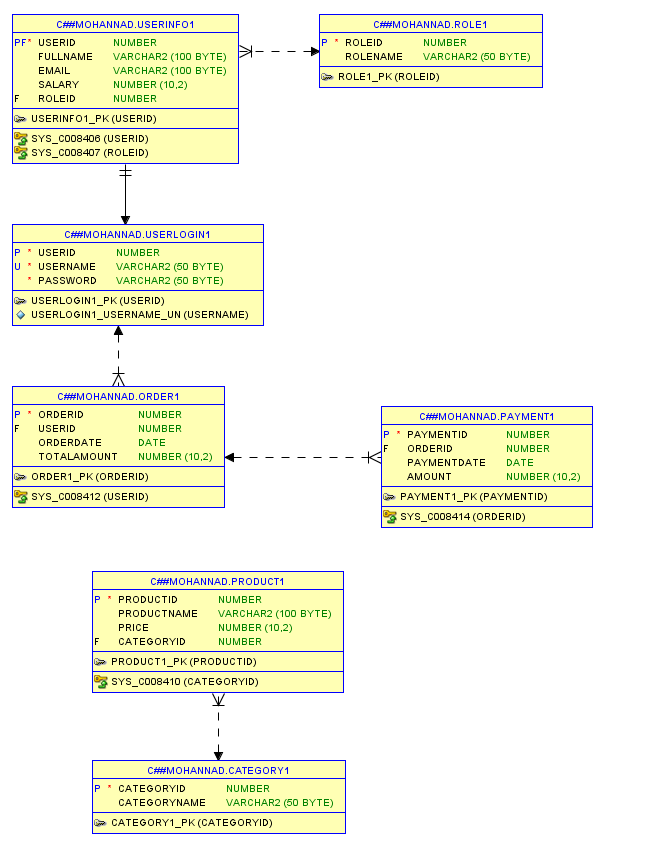 C##MOHANNAD.USERINFO1
PF* USERID NUMBER
FULLNAME VARCHAR2 (100 BYTE)
EMAIL VARCHAR2 (100 BYTE)
SALARY NUMBER (10,2)
F ROLEID NUMBER
USERINFO1_PK (USERID)
SYS_C008406 (USERID)
SYS_C008407 (ROLEID)
C##MOHANNAD.ROLE1
P * ROLEID NUMBER
ROLENAME VARCHAR2 (50 BYTE)
ROLE1_PK (ROLEID)
C##MOHANNAD.USERLOGIN1
P * USERID NUMBER
U * USERNAME VARCHAR2 (50 BYTE)
* PASSWORD VARCHAR2 (50 BYTE)
USERLOGIN1_PK (USERID)
USERLOGIN1_USERNAME_UN (USERNAME)
C##MOHANNAD.ORDER1
P * ORDERID NUMBER
F USERID NUMBER
ORDERDATE DATE
TOTALAMOUNT NUMBER (10,2)
ORDER1_PK (ORDERID)
SYS_C008412 (USERID)
C##MOHANNAD.PAYMENT1
P * PAYMENTID NUMBER
F ORDERID NUMBER
PAYMENTDATE DATE
AMOUNT NUMBER (10,2)
PAYMENT1_PK (PAYMENTID)
SYS_C008414 (ORDERID)
C##MOHANNAD.PRODUCT1
P * PRODUCTID NUMBER
PRODUCTNAME VARCHAR2 (100 BYTE)
PRICE NUMBER (10,2)
F CATEGORYID NUMBER
PRODUCT1_PK (PRODUCTID)
SYS_C008410 (CATEGORYID)
C##MOHANNAD.CATEGORY1
P * CATEGORYID NUMBER
CATEGORYNAME VARCHAR2 (50 BYTE)
CATEGORY1_PK (CATEGORYID)